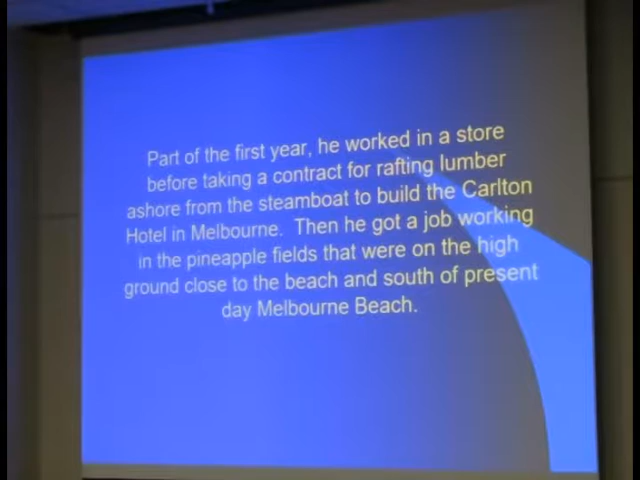 Part of the first year, he worked in a store
before taking a contract for rafting lumber
ashore from the steamboat to build the Carlton
Hotel in Melbourne. Then he got a job working
in the pineapple fields that were on the high
ground close to the beach and south of present
day Melbourne Beach.